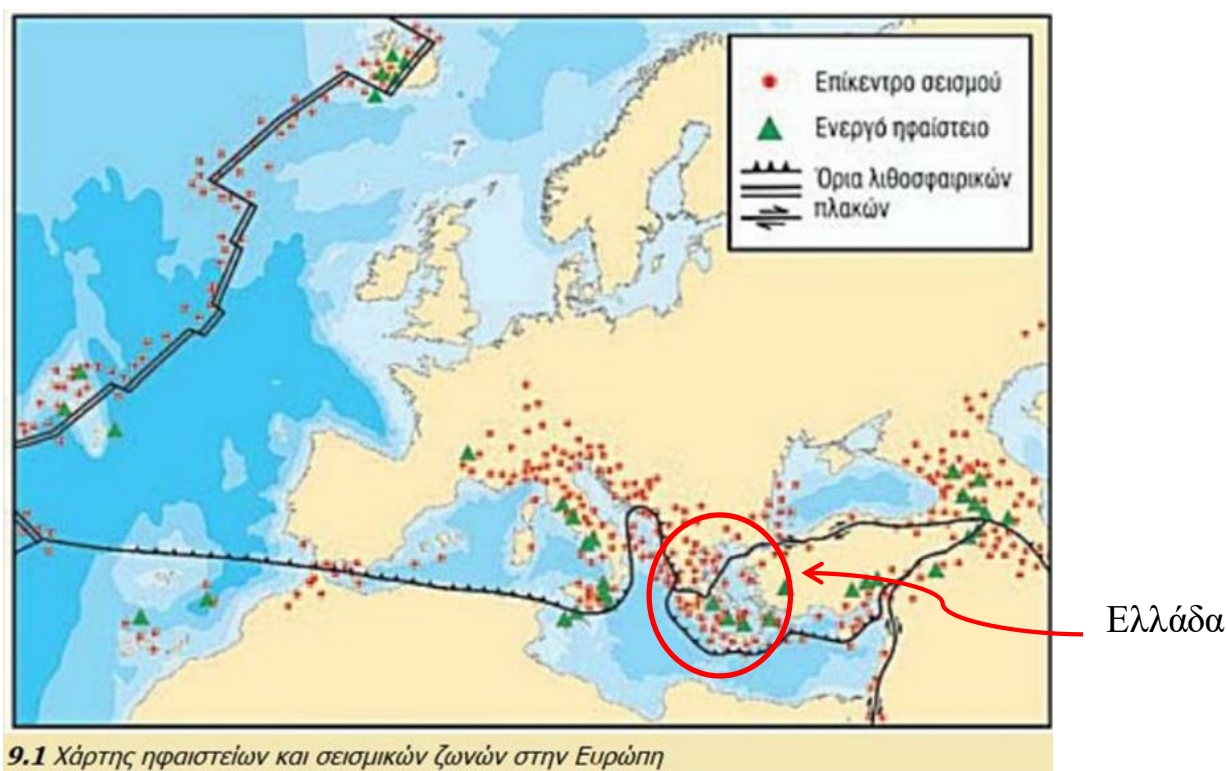 Επίκεντρο σεισμού
Ενεργό ηφαίστειο
Όρια λιθοσφαιρικών
πλακών
Ελλάδα
9.1 Χάρτης ηφαιστείων και σεισμικών ζωνών στην Ευρώπη